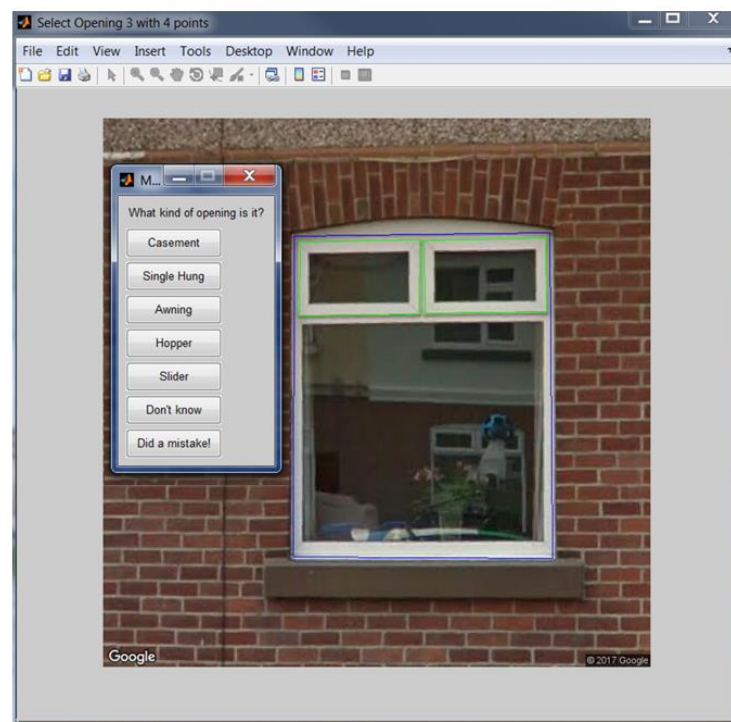 Select Opening 3 with 4 points
File Edit View Insert Tools Desktop Window Help
M...
What kind of opening is it?
Casement
Single Hung
Awning
Hopper
Slider
Don't know
Did a mistake!
Google
© 2017 Google